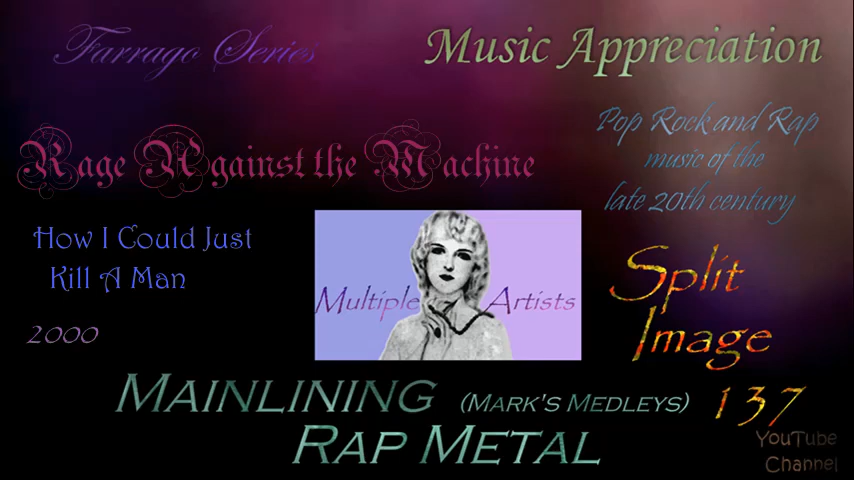 Farrago Series
Music Appreciation
Pop Rock and Rap
music of the
late 20th century
Rage Against the Machine
How I Could Just
Kill A Man
2000
Multiple Artists
Split
Image
137
Mainlining (Mark's Medleys)
Rap Metal
YouTube
Channel